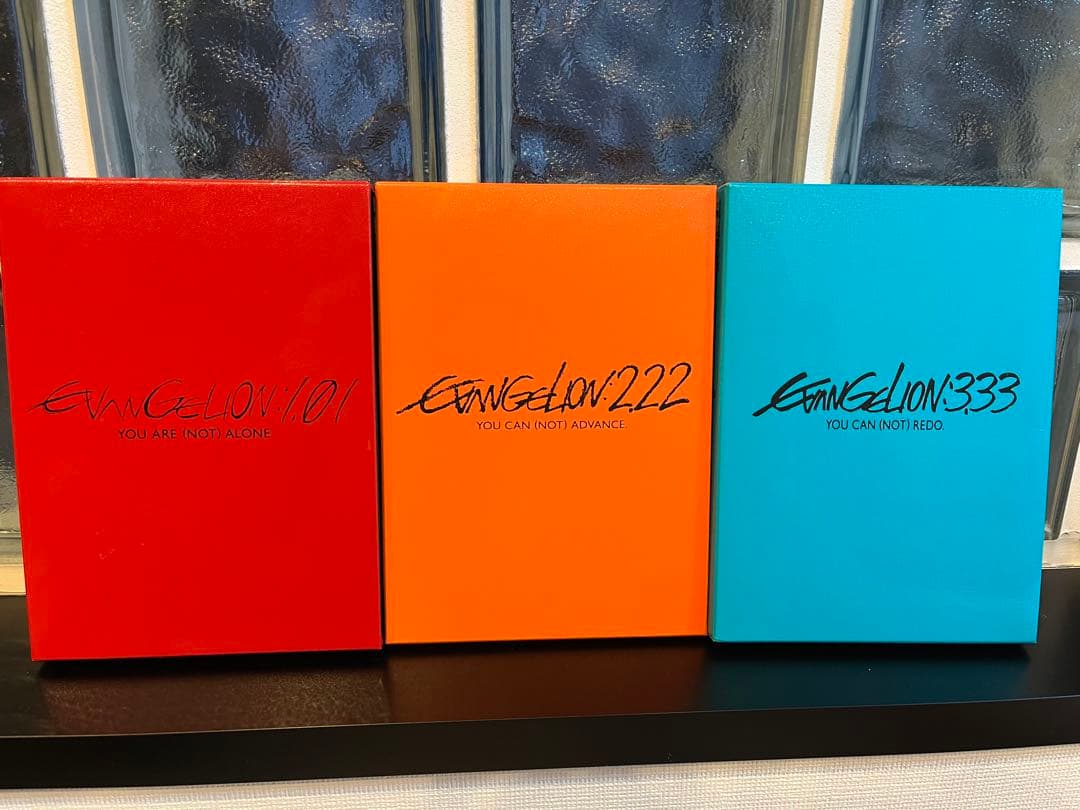 EVANGELION:1.01
YOU ARE (NOT) ALONE
EVANGELION:2.22
YOU CAN (NOT) ADVANCE.
EVANGELION:3.33
YOU CAN (NOT) REDO.